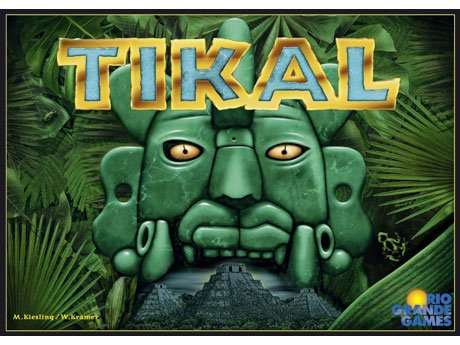 TIKAL
M. Kiesling / W. Kramer
RIO
GRANDE
GAMES